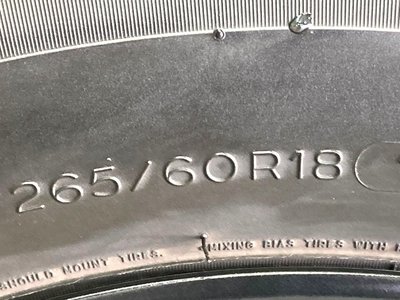 265/60R18
MIXING BIAS TIRES WITH
SHOULD MOUNT TIRES.